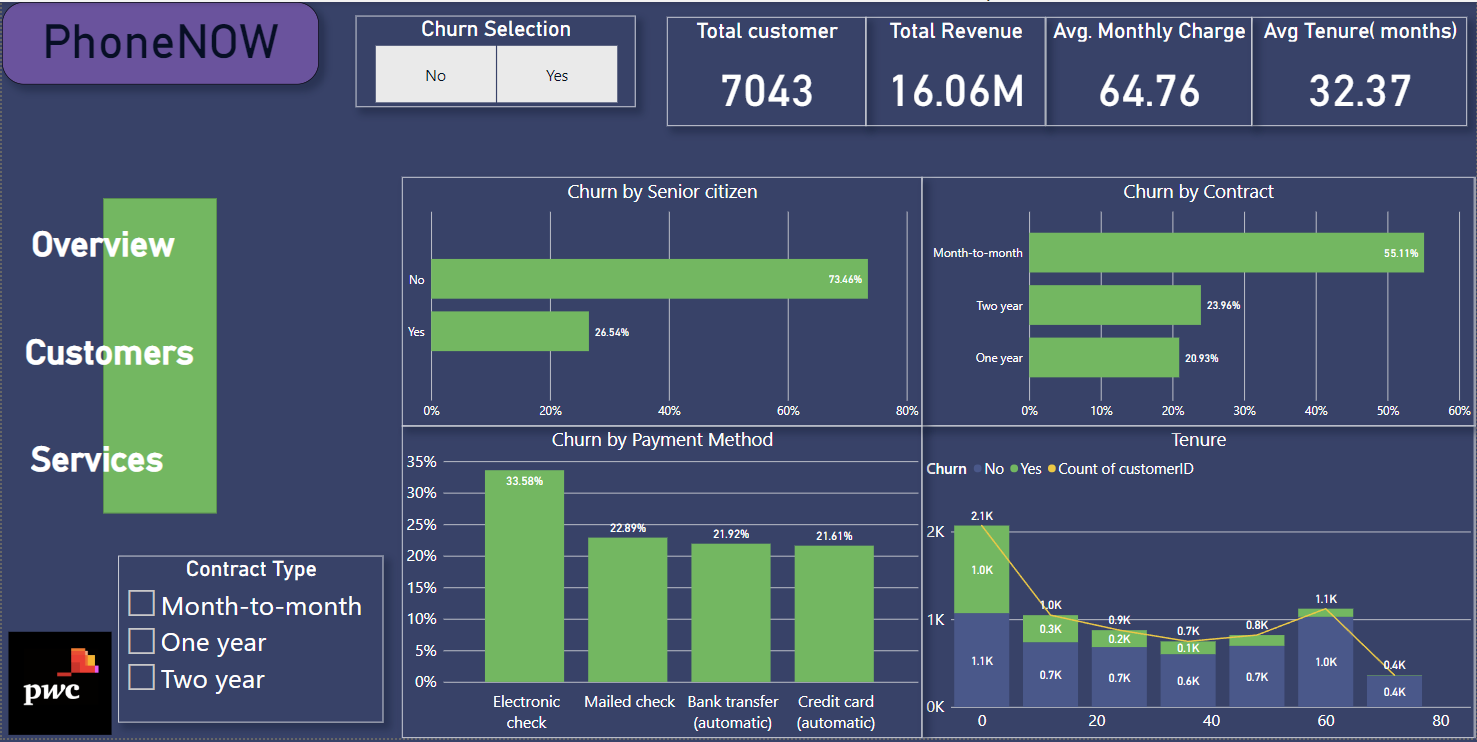 PhoneNOW
Churn Selection
No Yes
Total customer
7043
Total Revenue
16.06M
Avg. Monthly Charge
64.76
Avg Tenure( months)
32.37
Overview
Customers
Services
Contract Type
Month-to-month
One year
Two year
pwc
Churn by Senior citizen
No 73.46%
Yes 26.54%
0% 20% 40% 60% 80%
Churn by Contract
Month-to-month 55.11%
Two year 23.96%
One year 20.93%
0% 10% 20% 30% 40% 50% 60%
Churn by Payment Method
35%
30%
25%
20%
15%
10%
5%
0%
33.58% 22.89% 21.92% 21.61%
Electronic check
Mailed check
Bank transfer (automatic)
Credit card (automatic)
Tenure
Churn No Yes Count of customerID
2K
1K
0K
2.1K 1.0K 0.9K 0.7K 0.8K 1.1K 0.4K
1.0K 0.3K 0.2K 0.1K
1.1K 0.7K 0.7K 0.6K 0.7K 1.0K 0.4K
0 20 40 60 80